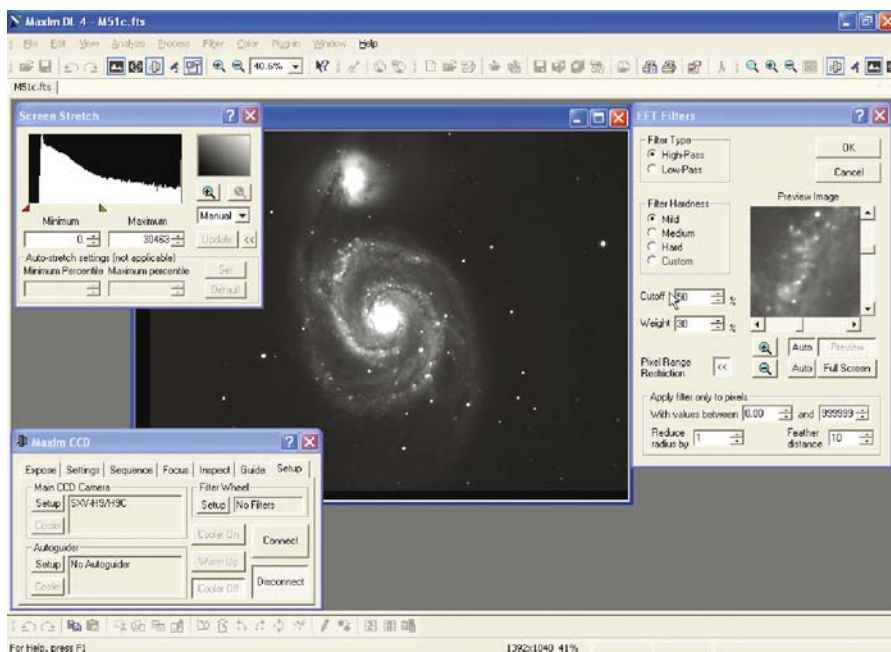 MaxIm DL 4 - M51c.fts
File Edit View Analyze Process Filter Color Plug-in Window Help
40.6%
M51c.fts
Screen Stretch
Manual
Minimum Maximum
0. 30463 Update <<
Auto-stretch settings (not applicable)
Minimum Percentile Maximum percentile
Set
Default
FFT Filters
Filter Type
High-Pass
Low-Pass
OK
Cancel
Filter Hardness
Mild
Medium
Hard
Custom
Preview Image
Cutoff 50 %
Weight 30 %
Auto Preview
Pixel Range
Restriction <<
Auto Full Screen
Apply filter only to pixels
With values between 0.00 and 999999
Reduce
radius by 1
Feather
distance 10
MaxIm CCD
Expose Settings Sequence Focus Inspect Guide Setup
Main CCD Camera
Setup SXV-H9/H9C
Cooler
Filter Wheel
Setup No Filters
Autoguider
Setup No Autoguider
Cooler
Cooler On
Warm Up
Cooler Off
Connect
Disconnect
For Help, press F1
1392x1040 41%